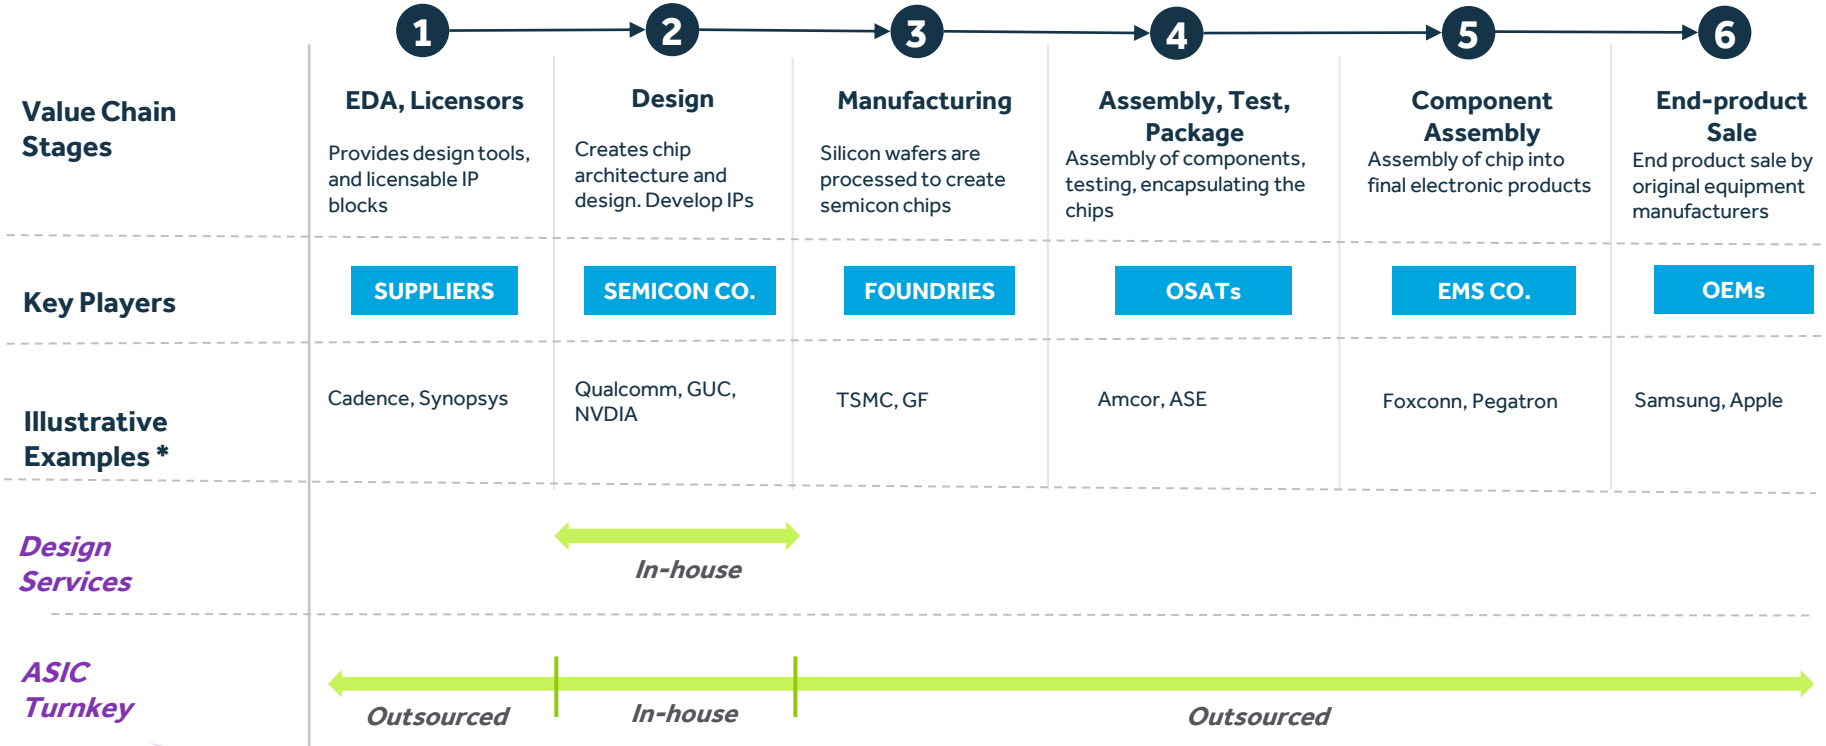 1
2
3
4
5
6
Value Chain
Stages
EDA, Licensors
Provides design tools,
and licensable IP
blocks
Design
Creates chip
architecture and
design. Develop IPs
Manufacturing
Silicon wafers are
processed to create
semicon chips
Assembly, Test,
Package
Assembly of components,
testing, encapsulating the
chips
Component
Assembly
Assembly of chip into
final electronic products
End-product
Sale
End product sale by
original equipment
manufacturers
Key Players
SUPPLIERS
SEMICON CO.
FOUNDRIES
OSATs
EMS CO.
OEMs
Illustrative
Examples *
Cadence, Synopsys
Qualcomm, GUC,
NVDIA
TSMC, GF
Amcor, ASE
Foxconn, Pegatron
Samsung, Apple
Design
Services
In-house
ASIC
Turnkey
Outsourced
In-house
Outsourced